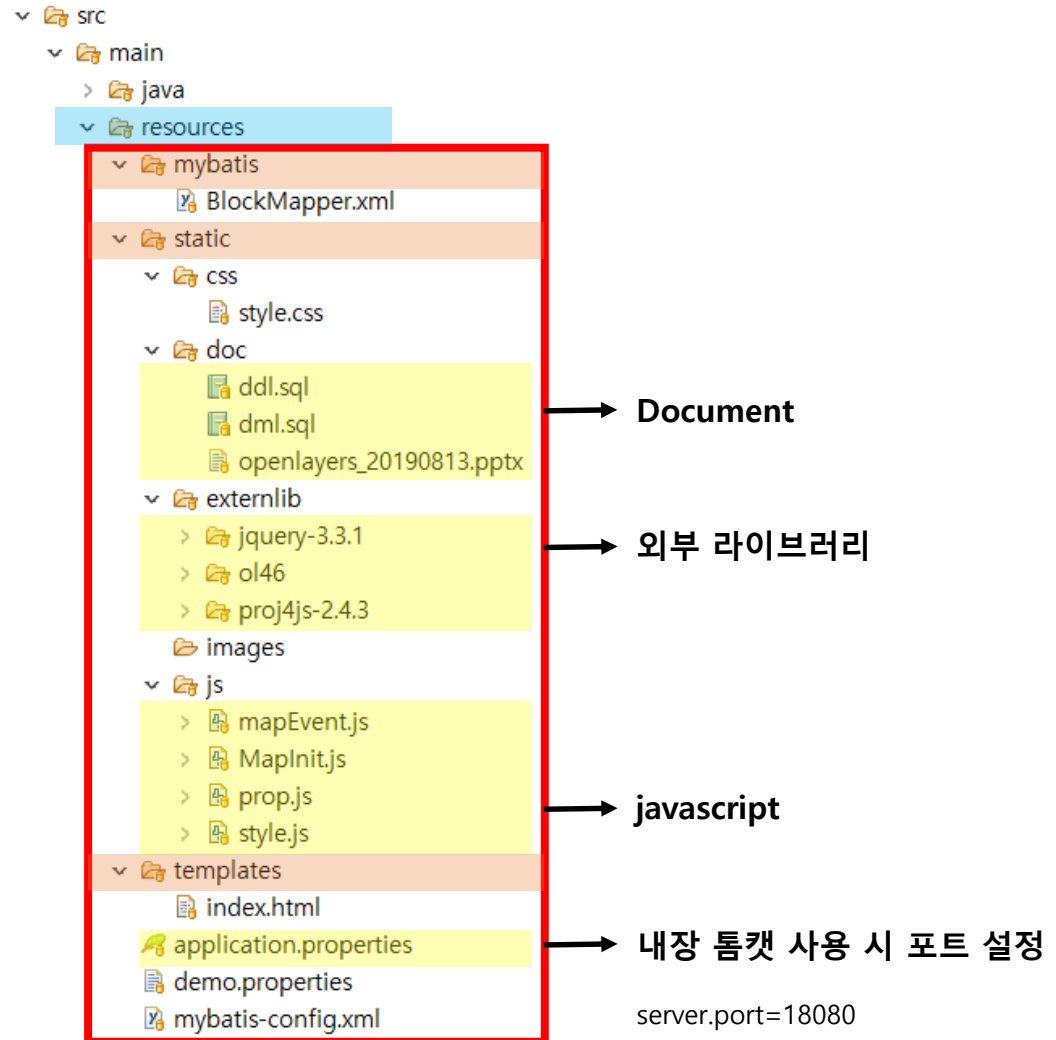 src
main
java
resources
mybatis
BlockMapper.xml
static
css
style.css
doc
ddl.sql
dml.sql
openlayers_20190813.pptx
Document
externlib
jquery-3.3.1
ol46
proj4js-2.4.3
외부 라이브러리
images
js
mapEvent.js
MapInit.js
prop.js
style.js
javascript
templates
index.html
application.properties
내장 톰캣 사용 시 포트 설정
demo.properties
mybatis-config.xml
server.port=18080